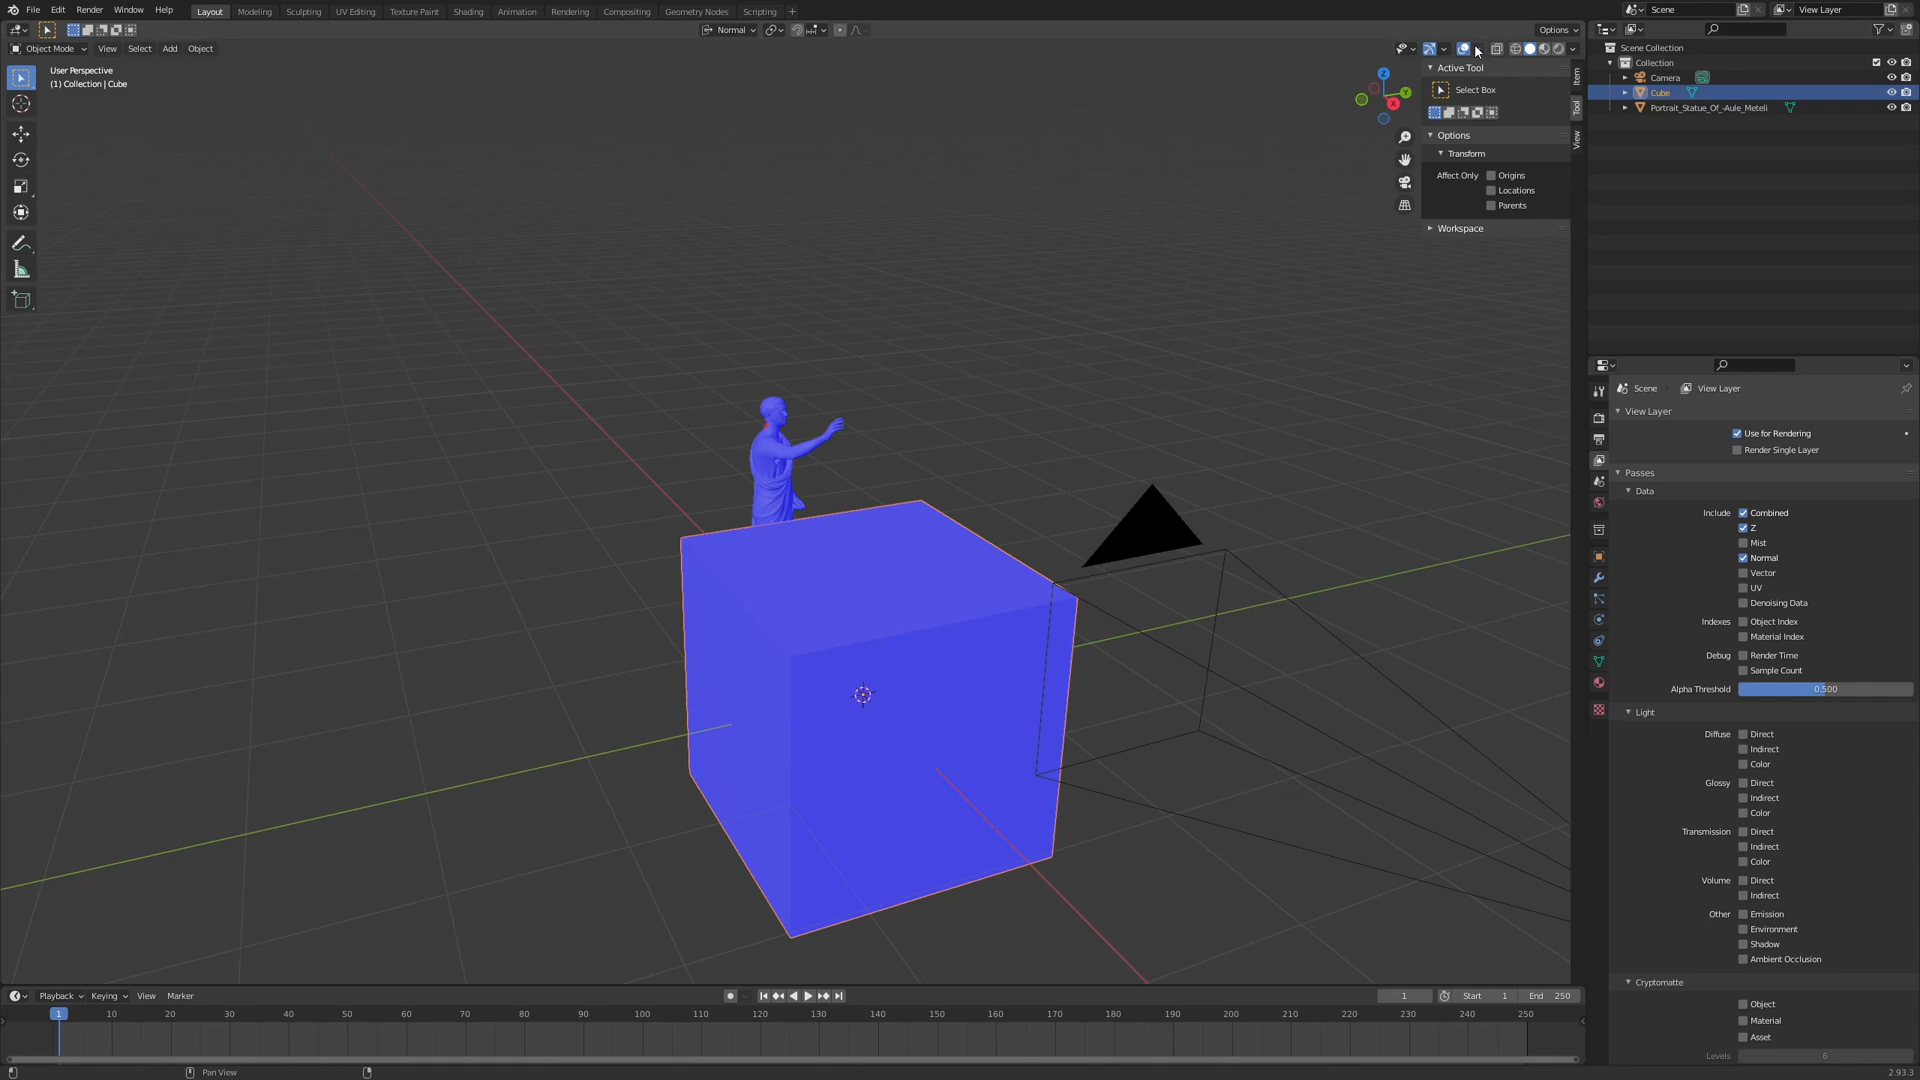 File Edit Render Window Help Layout Modeling Sculpting UV Editing Texture Paint Shading Animation Rendering Compositing Geometry Nodes Scripting + Scene View Layer
Normal Options
Object Mode View Select Add Object
User Perspective
(1) Collection | Cube
Z
Y
X
Active Tool
Select Box
Options
Transform
Affect Only Origins
Locations
Parents
Workspace
Item
Tool
View
Scene Collection
Collection
Camera
Cube
Portrait_Statue_Of_-Aule_Meteli
Scene View Layer
View Layer
Use for Rendering
Render Single Layer
Passes
Data
Include Combined
Z
Mist
Normal
Vector
UV
Denoising Data
Indexes Object Index
Material Index
Debug Render Time
Sample Count
Alpha Threshold 0.500
Light
Diffuse Direct
Indirect
Color
Glossy Direct
Indirect
Color
Transmission Direct
Indirect
Color
Volume Direct
Indirect
Other Emission
Environment
Shadow
Ambient Occlusion
Cryptomatte
Object
Material
Asset
Levels 6
Playback Keying View Marker 1 Start 1 End 250
1 10 20 30 40 50 60 70 80 90 100 110 120 130 140 150 160 170 180 190 200 210 220 230 240 250
Pan View 2.93.3